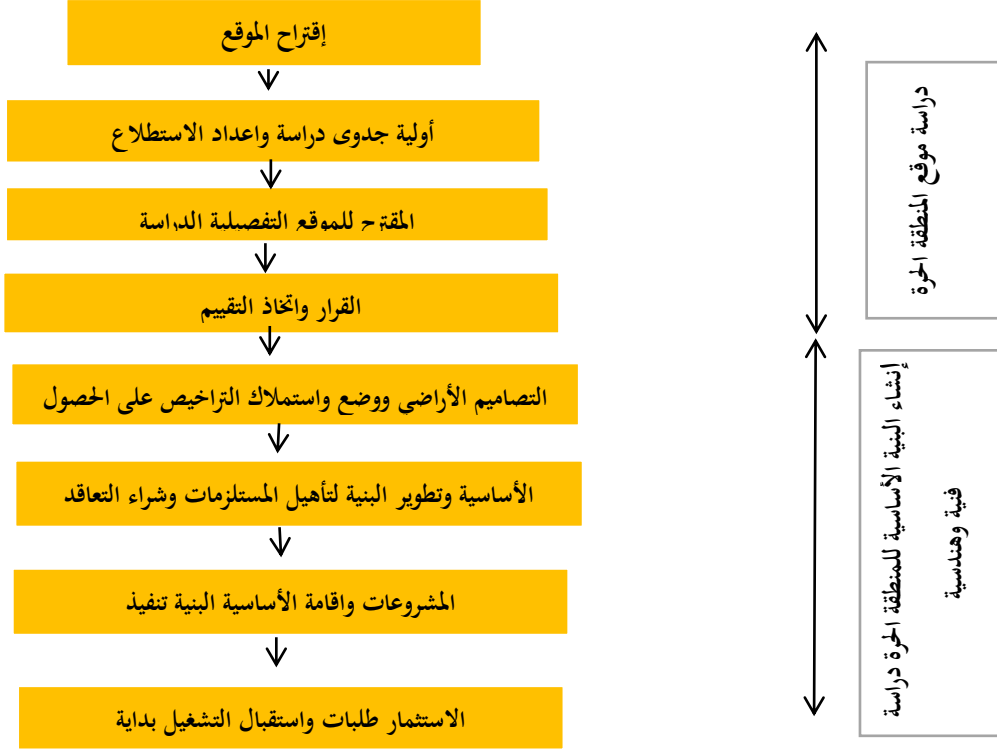 إقتراح الموقع
أولية جدوى دراسة واعداد الاستطلاع
المقترح للموقع التفصيلية الدراسة
القرار واتخاذ التقييم
التصاميم الأراضي ووضع واستملاك التراخيص على الحصول
الأساسية وتطوير البنية لتأهيل المستلزمات وشراء التعاقد
المشروعات واقامة الأساسية البنية تنفيذ
الاستثمار طلبات واستقبال التشغيل بداية
دراسة موقع المنطقة الحرة
إنشاء البنية الأساسية للمنطقة الحرة دراسة
فنية وهندسية